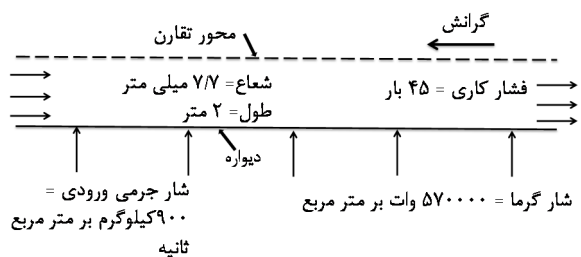 گرانش
محور تقارن
شعاع= ۷/۷ میلی متر
طول= ۲ متر
فشار کاری = ۴۵ بار
دیواره
شار جرمی ورودی =
۹۰۰کیلوگرم بر متر مربع
ثانیه
شار گرما = ۵۷۰۰۰۰ وات بر متر مربع